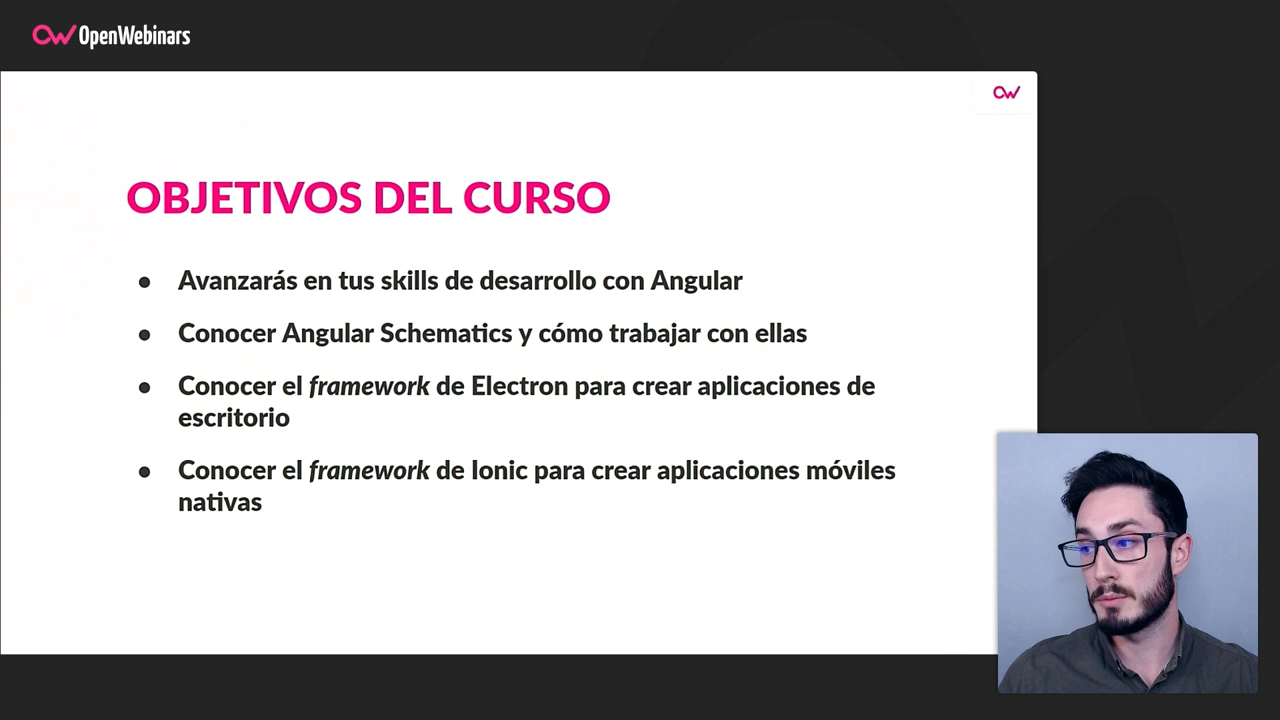 OpenWebinars
OBJETIVOS DEL CURSO
● Avanzarás en tus skills de desarrollo con Angular
● Conocer Angular Schematics y cómo trabajar con ellas
● Conocer el framework de Electron para crear aplicaciones de
escritorio
● Conocer el framework de Ionic para crear aplicaciones móviles
nativas